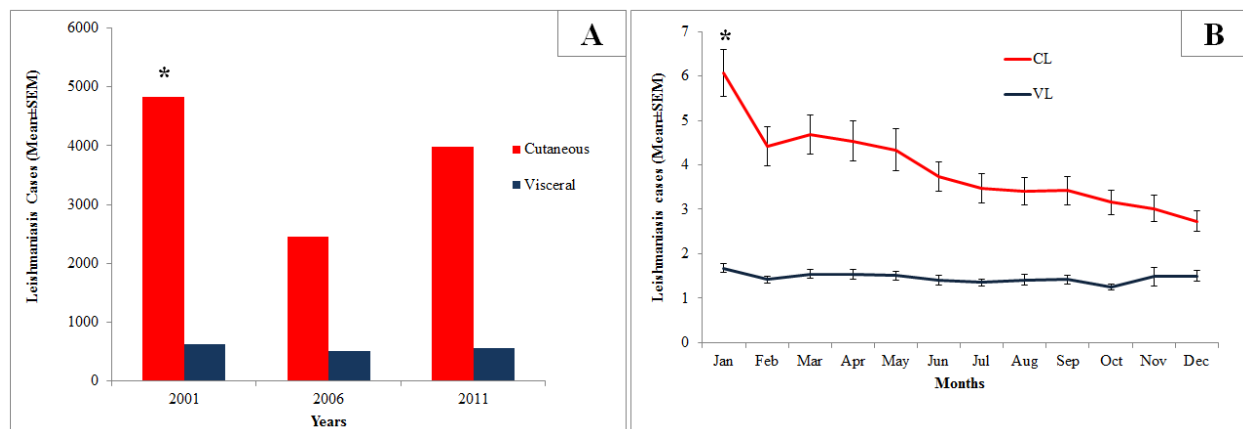 A
Leishmaniasis Cases (Mean±SEM)
6000
5000
4000
3000
2000
1000
0
*
Cutaneous
Visceral
2001 2006 2011
Years
B
Leishmaniasis cases (Mean±SEM)
7
6
5
4
3
2
1
0
*
CL
VL
Jan Feb Mar Apr May Jun Jul Aug Sep Oct Nov Dec
Months